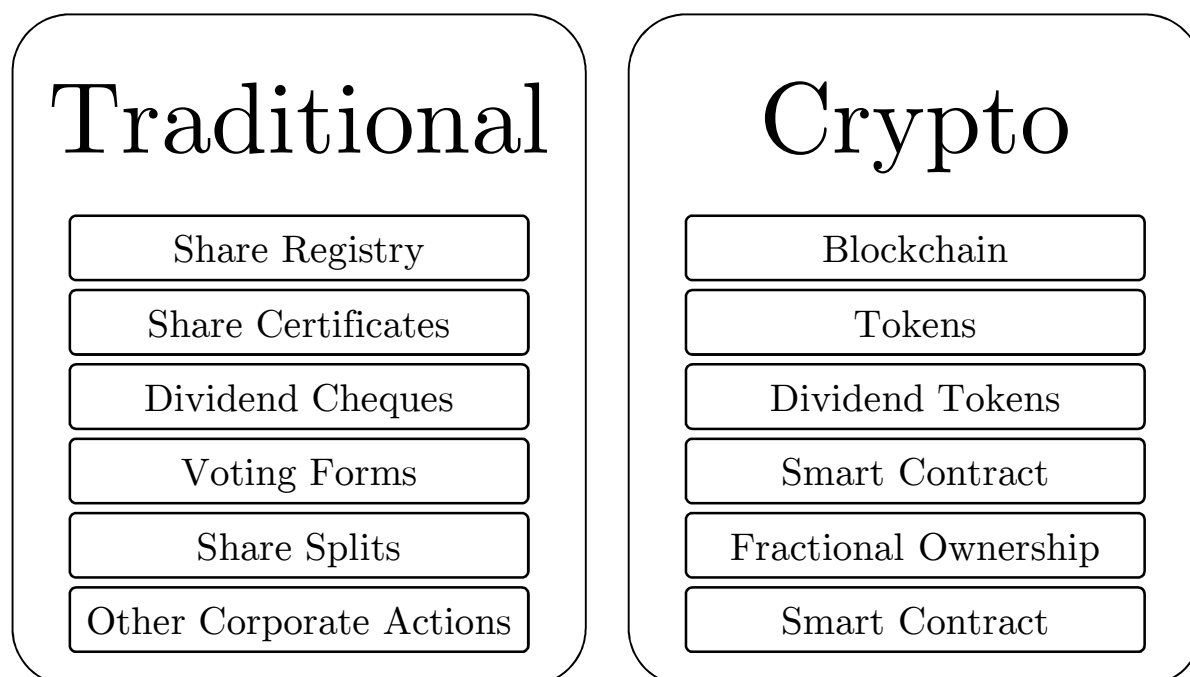 Traditional
Share Registry
Share Certificates
Dividend Cheques
Voting Forms
Share Splits
Other Corporate Actions
Crypto
Blockchain
Tokens
Dividend Tokens
Smart Contract
Fractional Ownership
Smart Contract